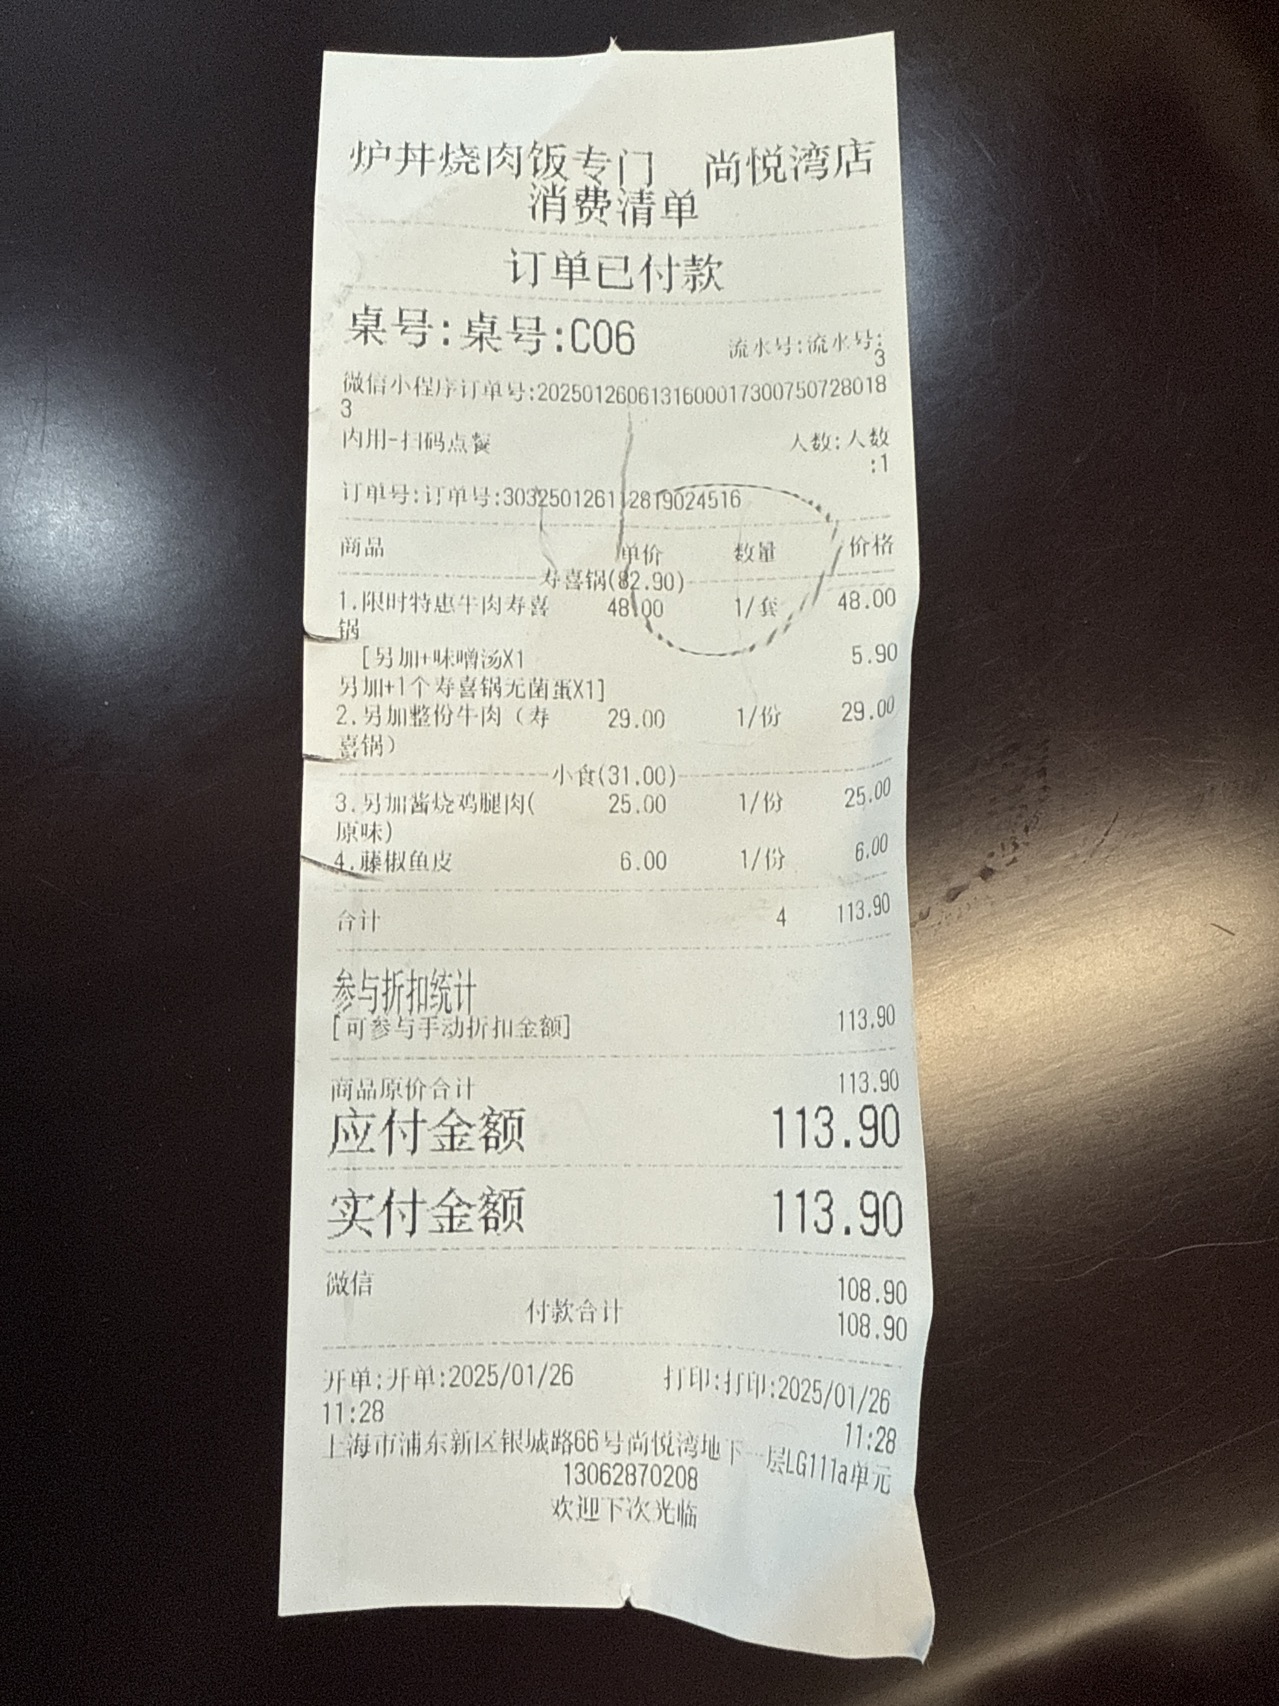 炉丼烧肉饭专门 尚悦湾店
消费清单
订单已付款
桌号:桌号:C06 流水号:流水号:
3
微信小程序订单号:2025012606131600017300750728018
3
内用-扫码点餐 人数:人数
:1
订单号:订单号:303250126112819024516
商品 单价 数量 价格
寿喜锅(82.90)
1.限时特惠牛肉寿喜 48.00 1/套 48.00
锅
[另加+味噌汤X1 5.90
另加+1个寿喜锅无菌蛋X1]
2.另加整份牛肉（寿 29.00 1/份 29.00
喜锅）
小食(31.00)
3.另加酱烧鸡腿肉( 25.00 1/份 25.00
原味)
4.藤椒鱼皮 6.00 1/份 6.00
合计 4 113.90
参与折扣统计
[可参与手动折扣金额] 113.90
商品原价合计 113.90
应付金额 113.90
实付金额 113.90
微信 108.90
付款合计 108.90
开单:开单:2025/01/26 打印:打印:2025/01/26
11:28 11:28
上海市浦东新区银城路66号尚悦湾地下一层LG111a单元
13062870208
欢迎下次光临